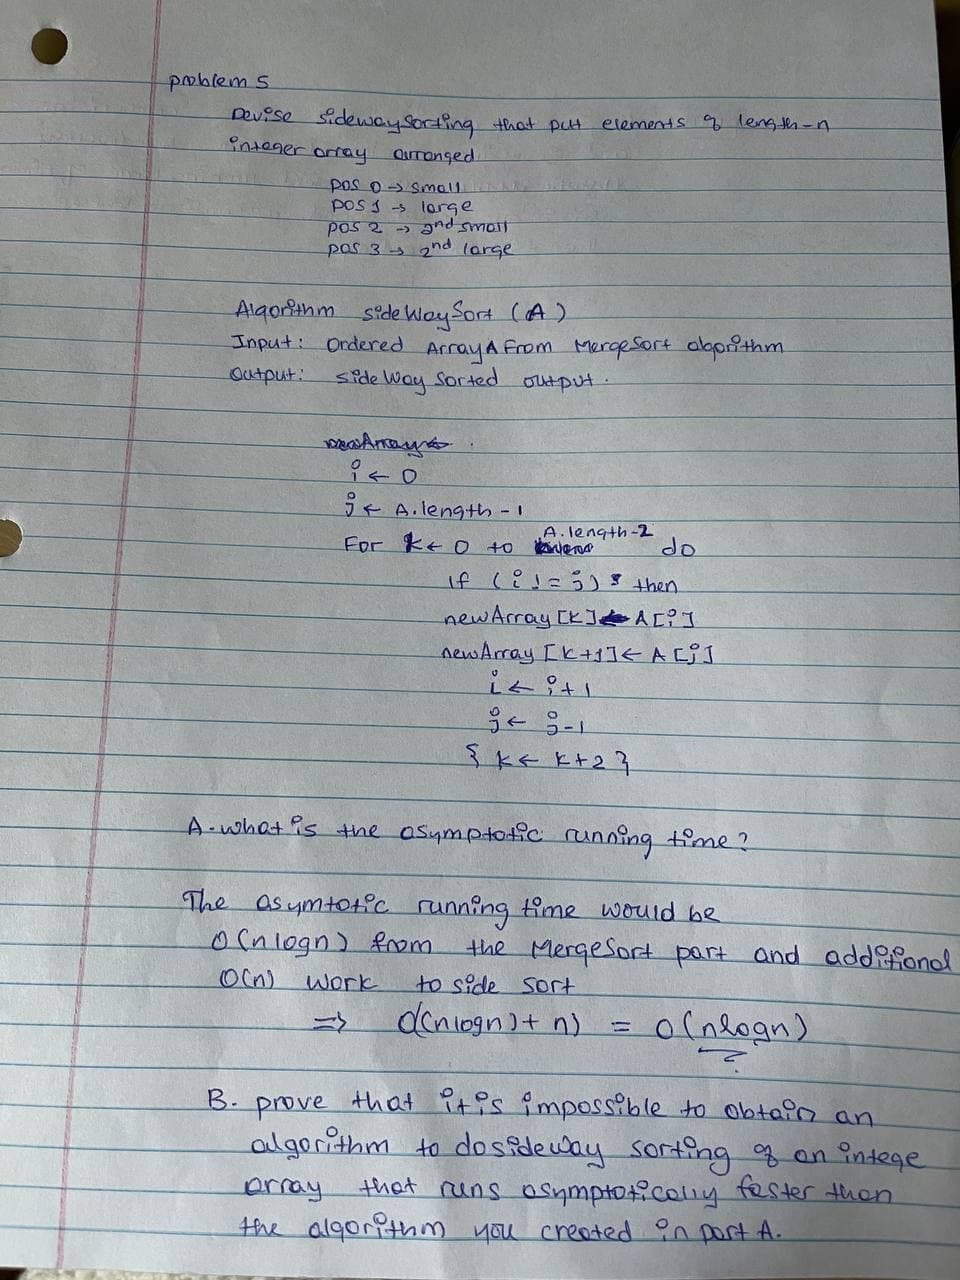 problem 5
Devise sidewaysorting that put elements of length-n
integer array arranged
pos 0 → small
pos 1 → large
pos 2 → 2nd small
pos 3 → 2nd large
Algorithm sideWaySort (A)
Input: Ordered Array A From MergeSort algorithm
Output: sideWay sorted output.
newArray←
i ← 0
j ← A.length - 1
For k ← 0 to A.length-2 do
if (i != j) then
newArray [K] ← A[i]
newArray [K+1] ← A[j]
i ← i+1
j ← j-1
{ k ← k+2 }
A. what is the asymptotic running time?
The asymtotic running time would be
O(nlogn) from the MergeSort part and additional
O(n) work to side sort
⇒ O((nlogn)+n) = O(nlogn)
B. prove that it is impossible to obtain an
algorithm to do sideway sorting of an intege
array that runs asymptotically faster than
the algorithm you created in part A.